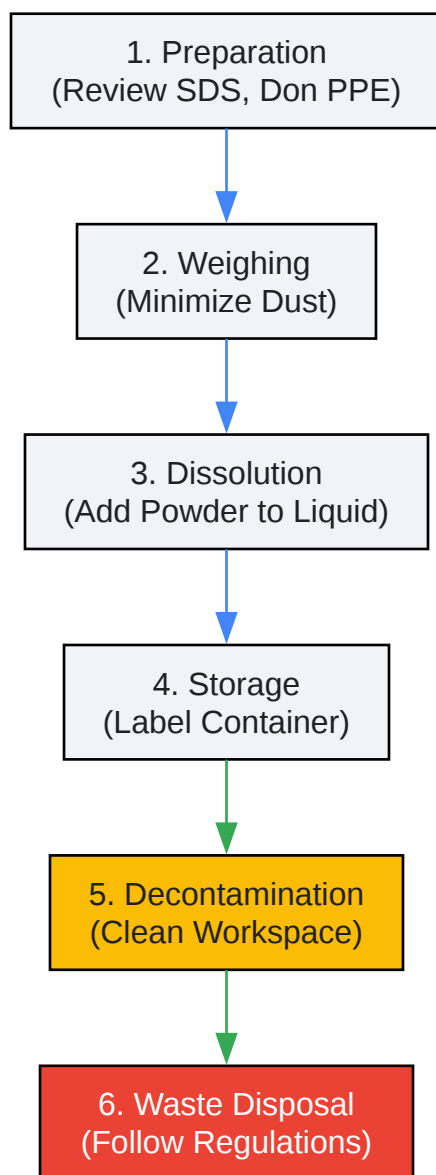 1. Preparation
(Review SDS, Don PPE)
2. Weighing
(Minimize Dust)
3. Dissolution
(Add Powder to Liquid)
4. Storage
(Label Container)
5. Decontamination
(Clean Workspace)
6. Waste Disposal
(Follow Regulations)